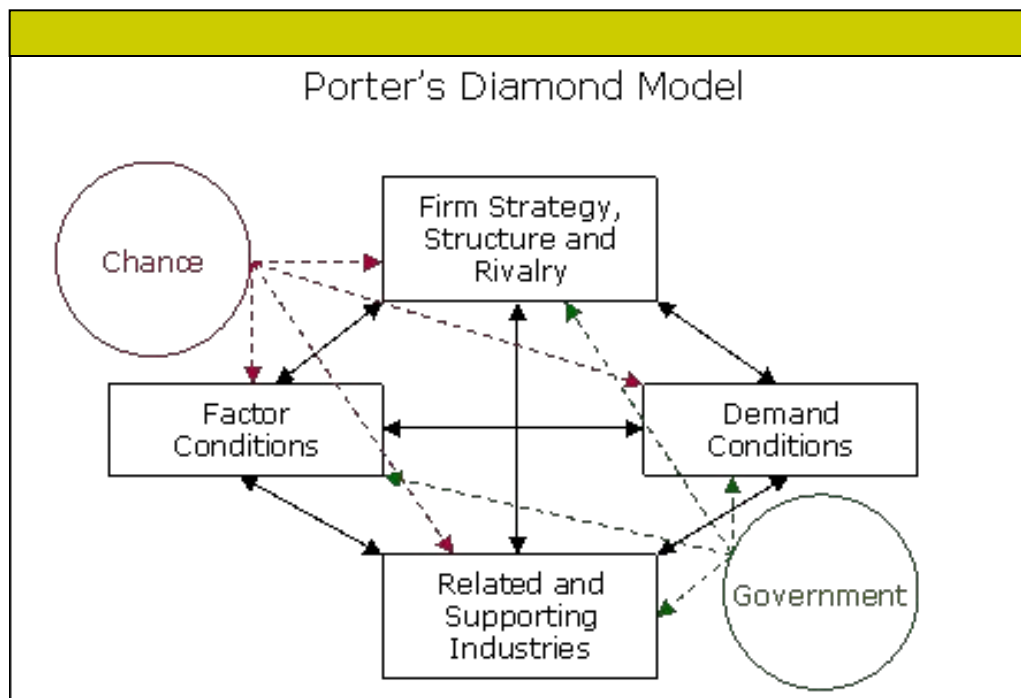 Porter's Diamond Model
Firm Strategy,
Structure and
Rivalry
Chance
Factor
Conditions
Demand
Conditions
Related and
Supporting
Industries
Government